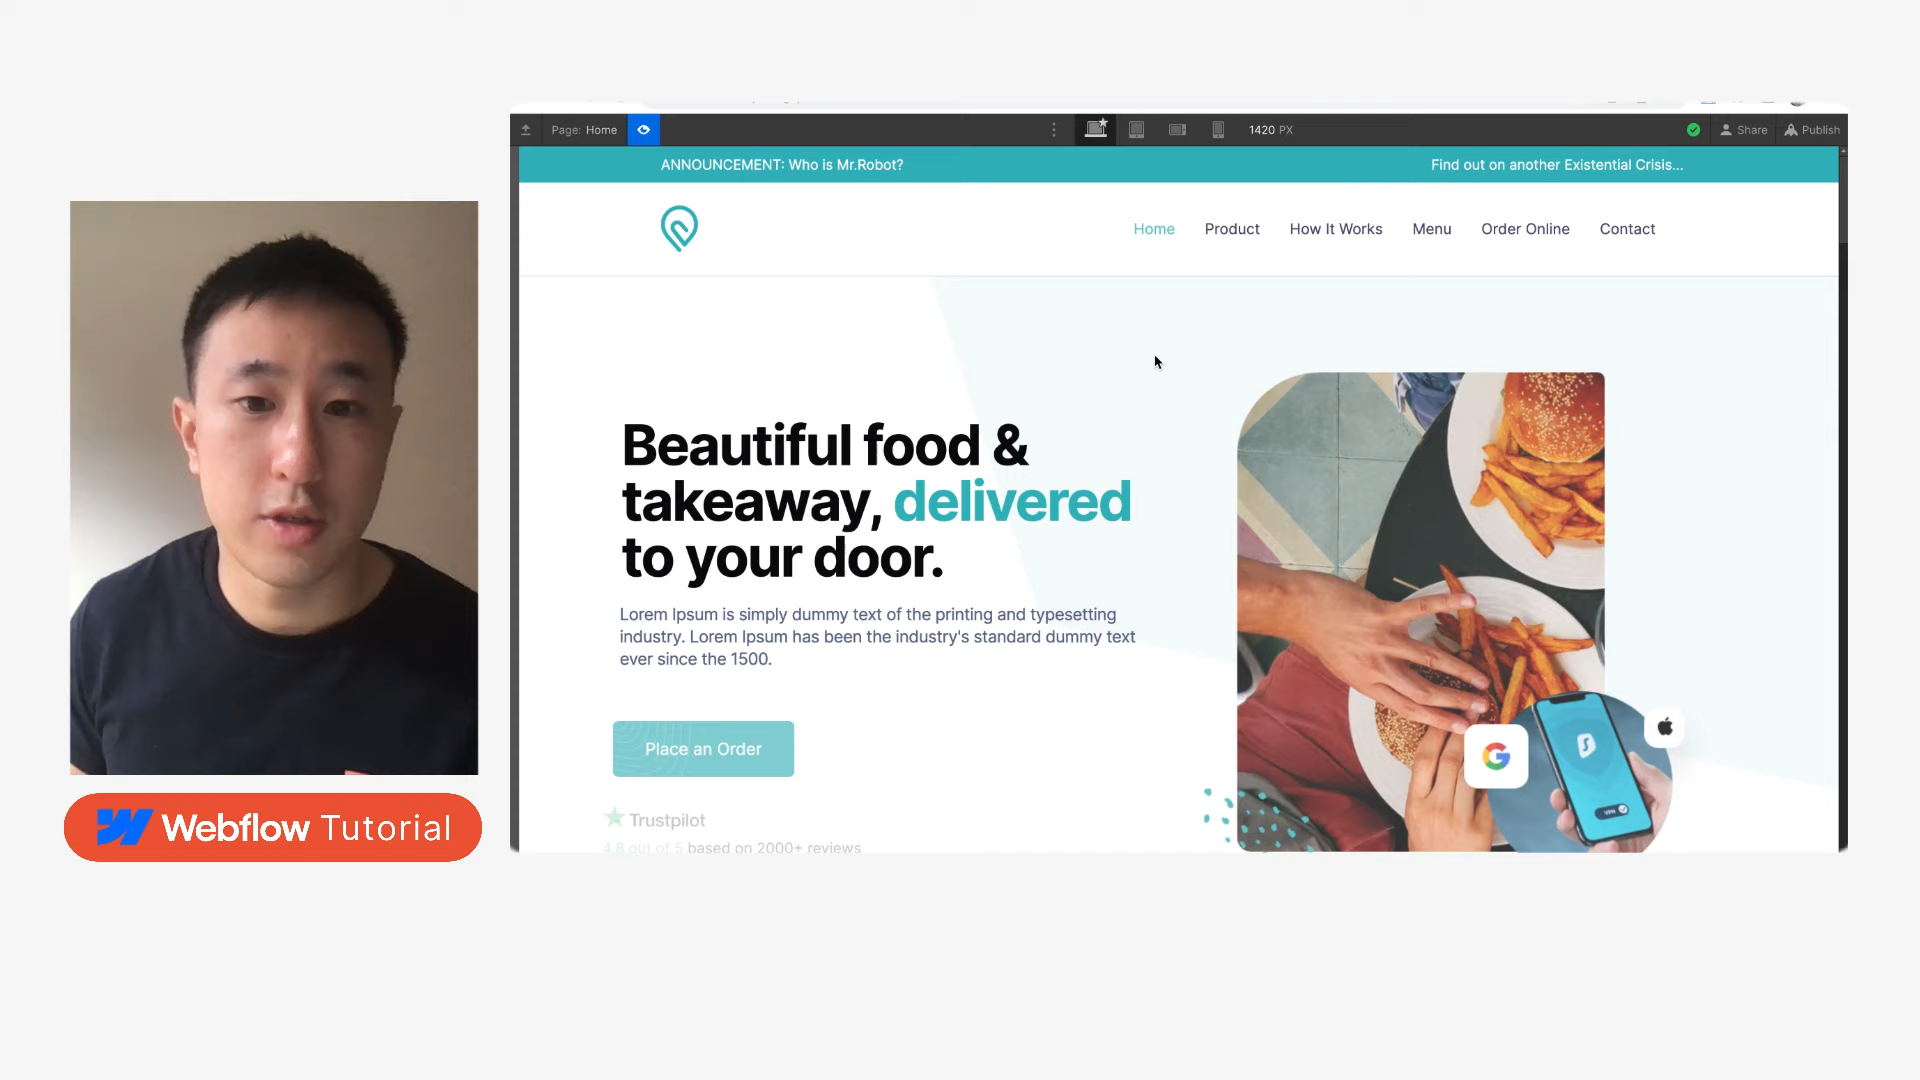 Page: Home
1420 PX
Share
Publish
ANNOUNCEMENT: Who is Mr.Robot?
Find out on another Existential Crisis...
Home
Product
How It Works
Menu
Order Online
Contact
Beautiful food &
takeaway, delivered
to your door.
Lorem Ipsum is simply dummy text of the printing and typesetting
industry. Lorem Ipsum has been the industry's standard dummy text
ever since the 1500.
Place an Order
Trustpilot
4.8 out of 5 based on 2000+ reviews
G
VPN
Webflow Tutorial